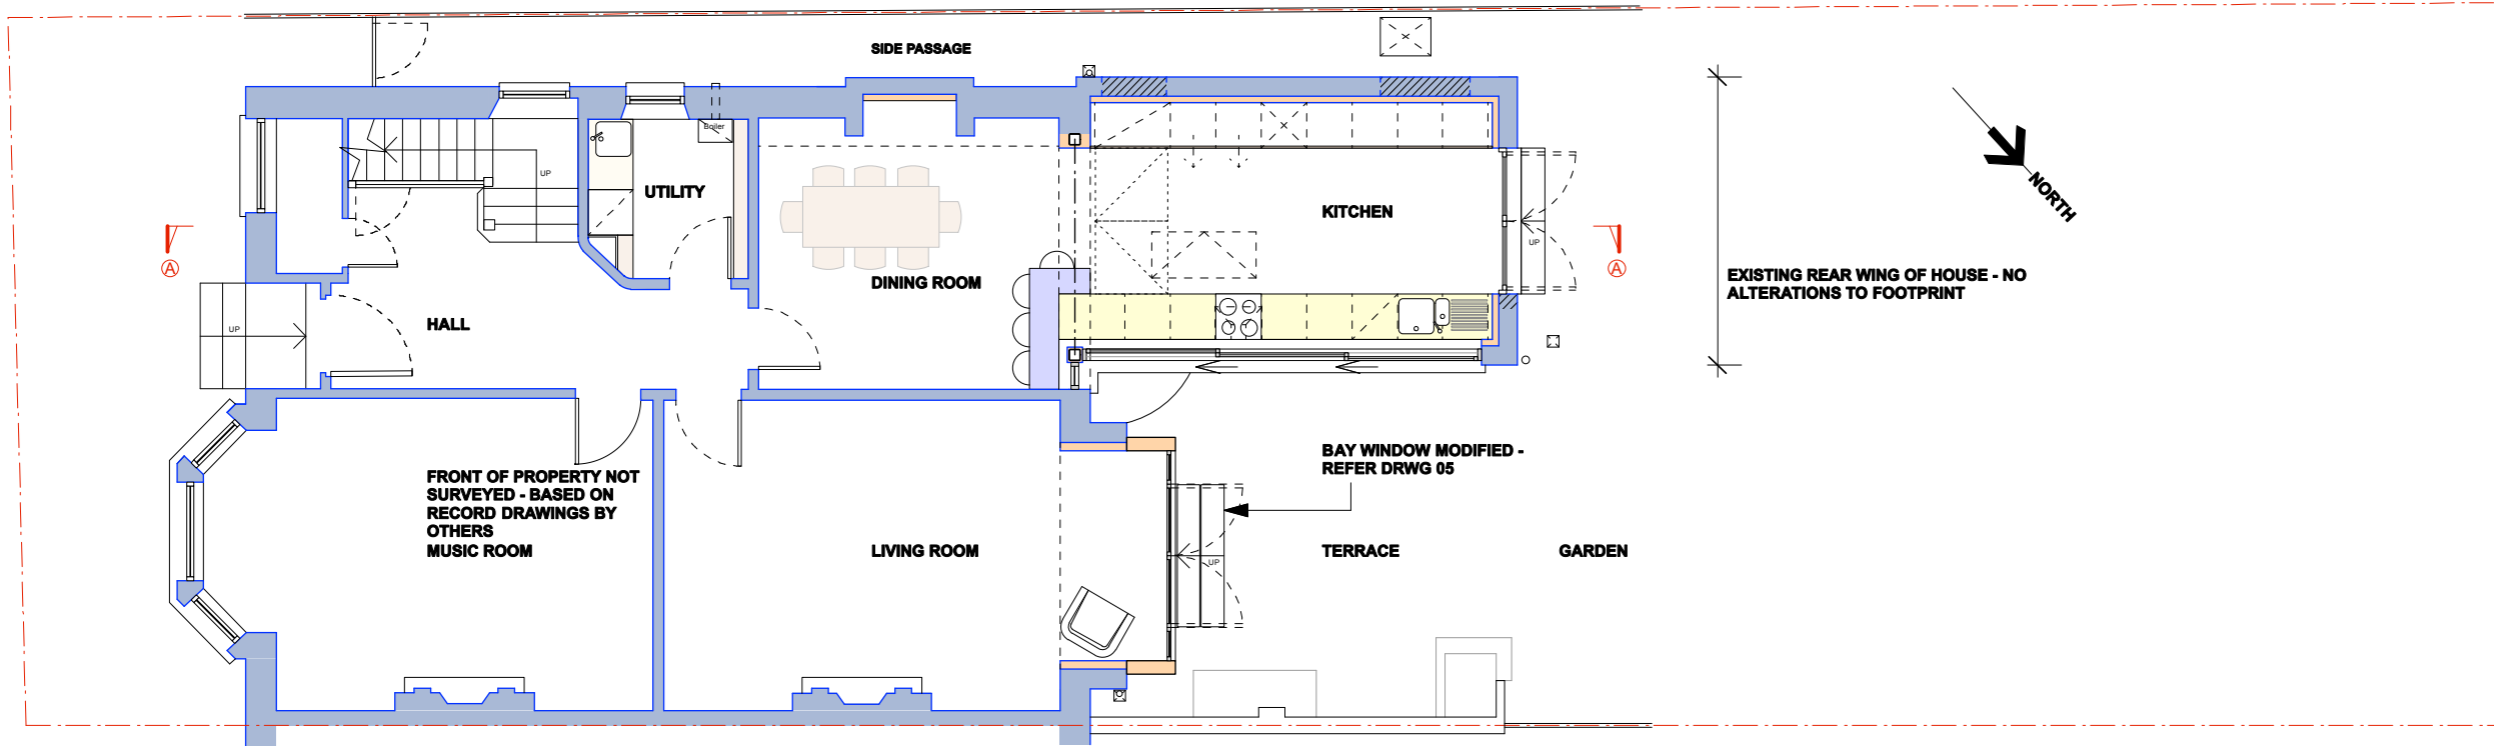 SIDE PASSAGE
Boiler
UP
UTILITY
KITCHEN
NORTH
UP
A
A
DINING ROOM
EXISTING REAR WING OF HOUSE - NO
ALTERATIONS TO FOOTPRINT
HALL
UP
BAY WINDOW MODIFIED -
REFER DRWG 05
FRONT OF PROPERTY NOT
SURVEYED - BASED ON
RECORD DRAWINGS BY
OTHERS
MUSIC ROOM
LIVING ROOM
UP
TERRACE
GARDEN